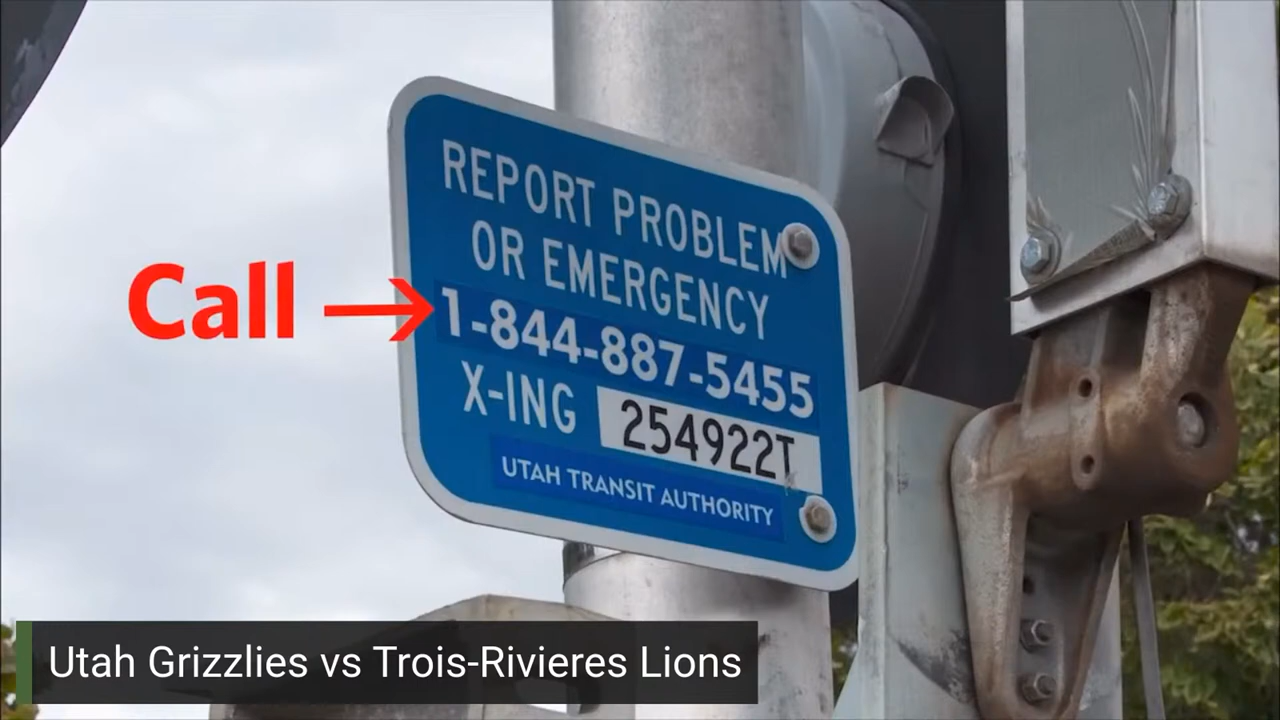 REPORT PROBLEM
OR EMERGENCY
Call → 1-844-887-5455
X-ING 254922T
UTAH TRANSIT AUTHORITY
Utah Grizzlies vs Trois-Rivieres Lions